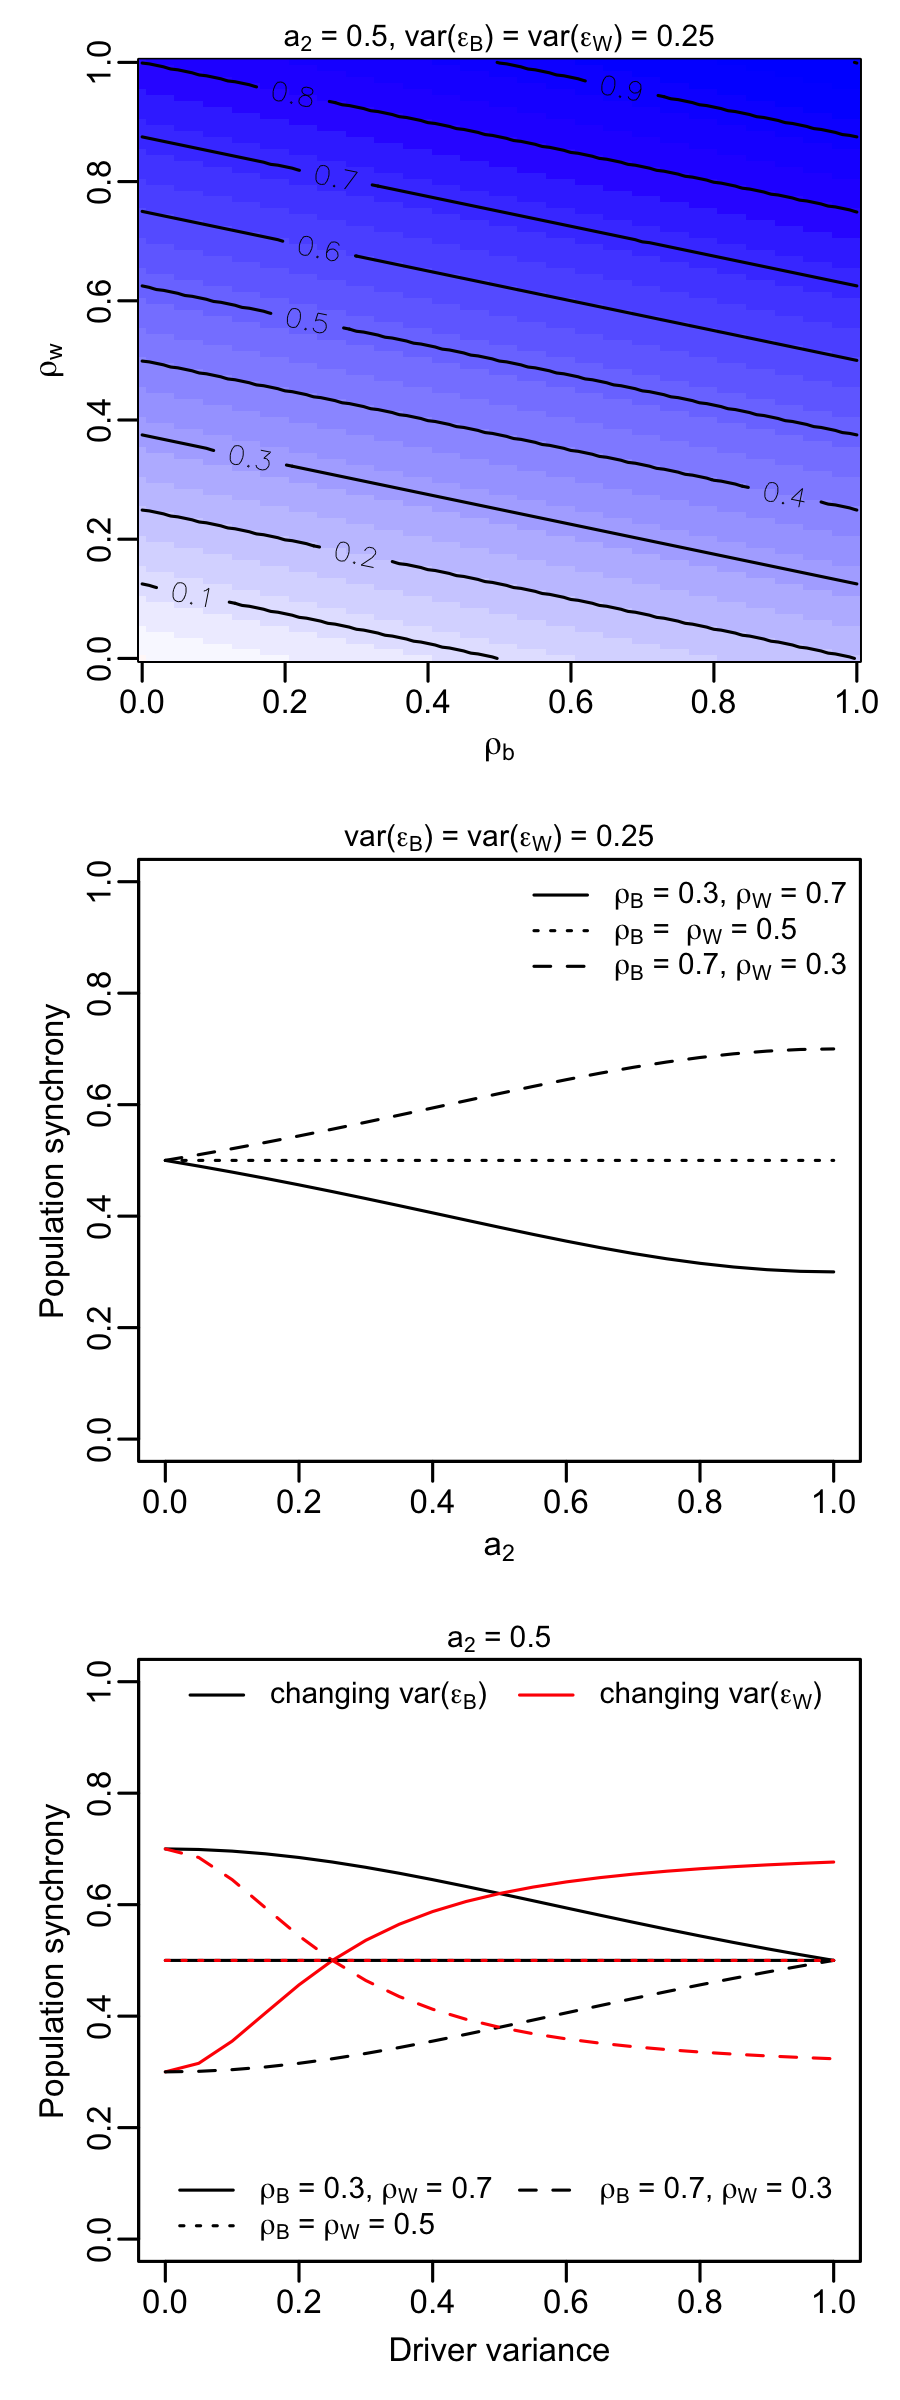 a2 = 0.5, var(εB) = var(εW) = 0.25
1.0
0.8
0.6
0.4
0.2
0.0
ρw
0.9
0.8
0.7
0.6
0.5
0.4
0.3
0.2
0.1
0.0 0.2 0.4 0.6 0.8 1.0
ρb
var(εB) = var(εW) = 0.25
1.0
0.8
0.6
0.4
0.2
0.0
Population synchrony
ρB = 0.3, ρW = 0.7
ρB = ρW = 0.5
ρB = 0.7, ρW = 0.3
0.0 0.2 0.4 0.6 0.8 1.0
a2
a2 = 0.5
1.0
0.8
0.6
0.4
0.2
0.0
Population synchrony
changing var(εB) changing var(εW)
ρB = 0.3, ρW = 0.7 ρB = 0.7, ρW = 0.3
ρB = ρW = 0.5
0.0 0.2 0.4 0.6 0.8 1.0
Driver variance